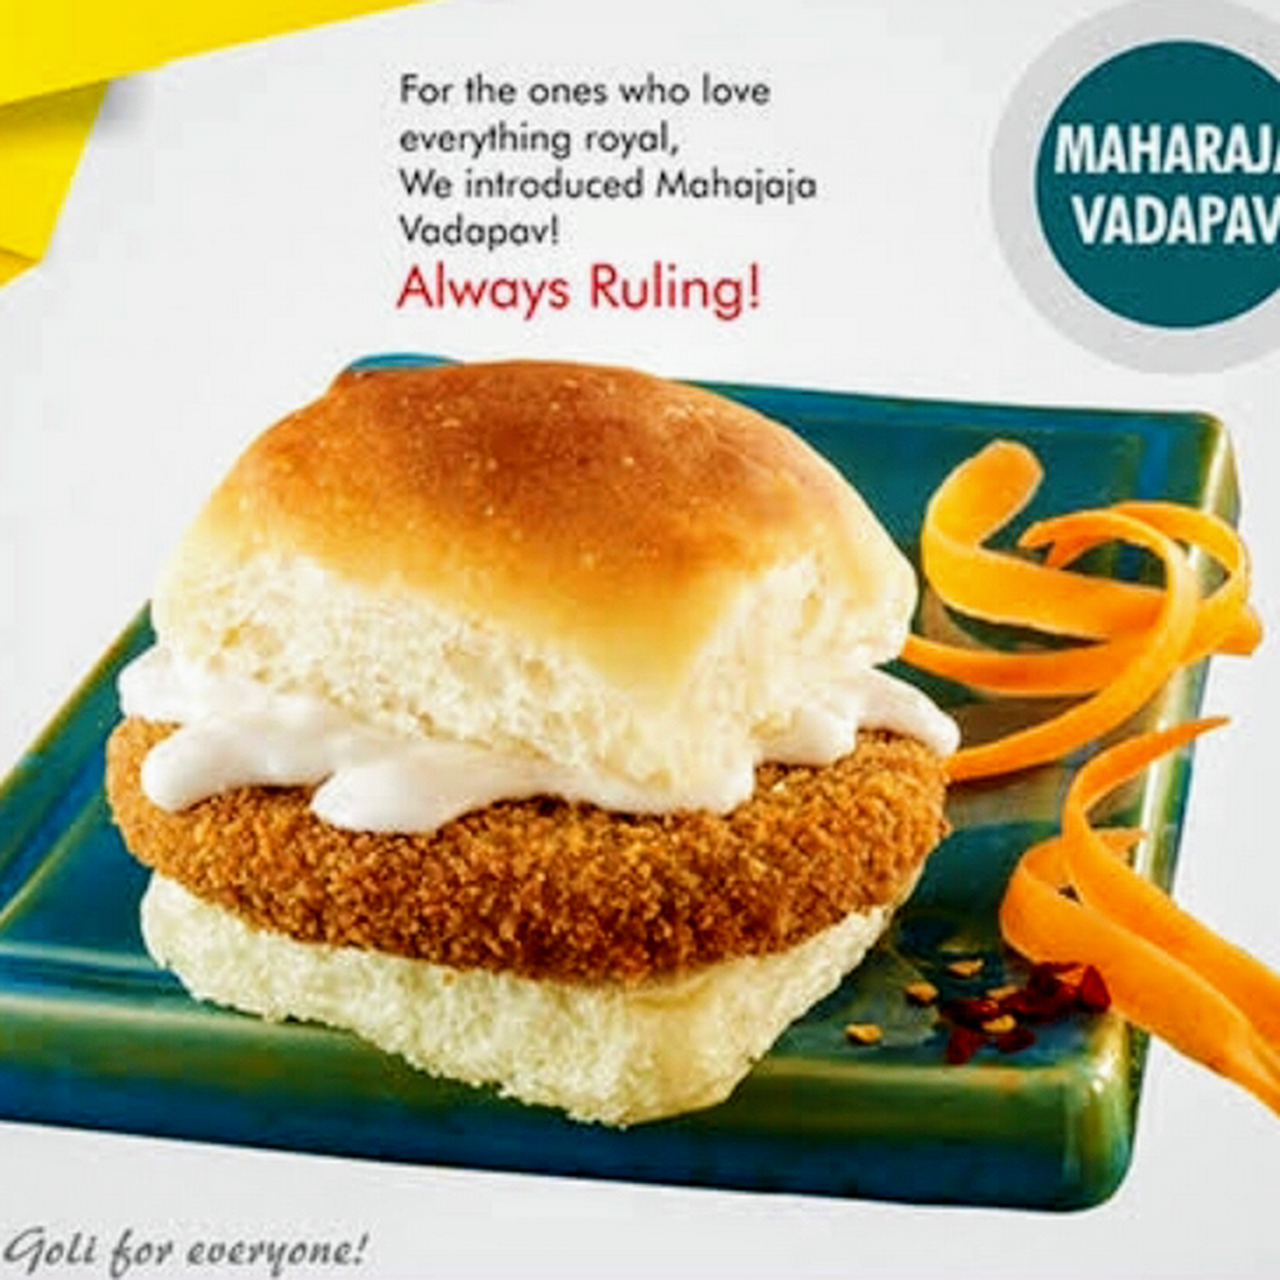 For the ones who love
everything royal,
We introduced Mahajaja
Vadapav!
Always Ruling!
MAHARAJA
VADAPAV
Goli for everyone!